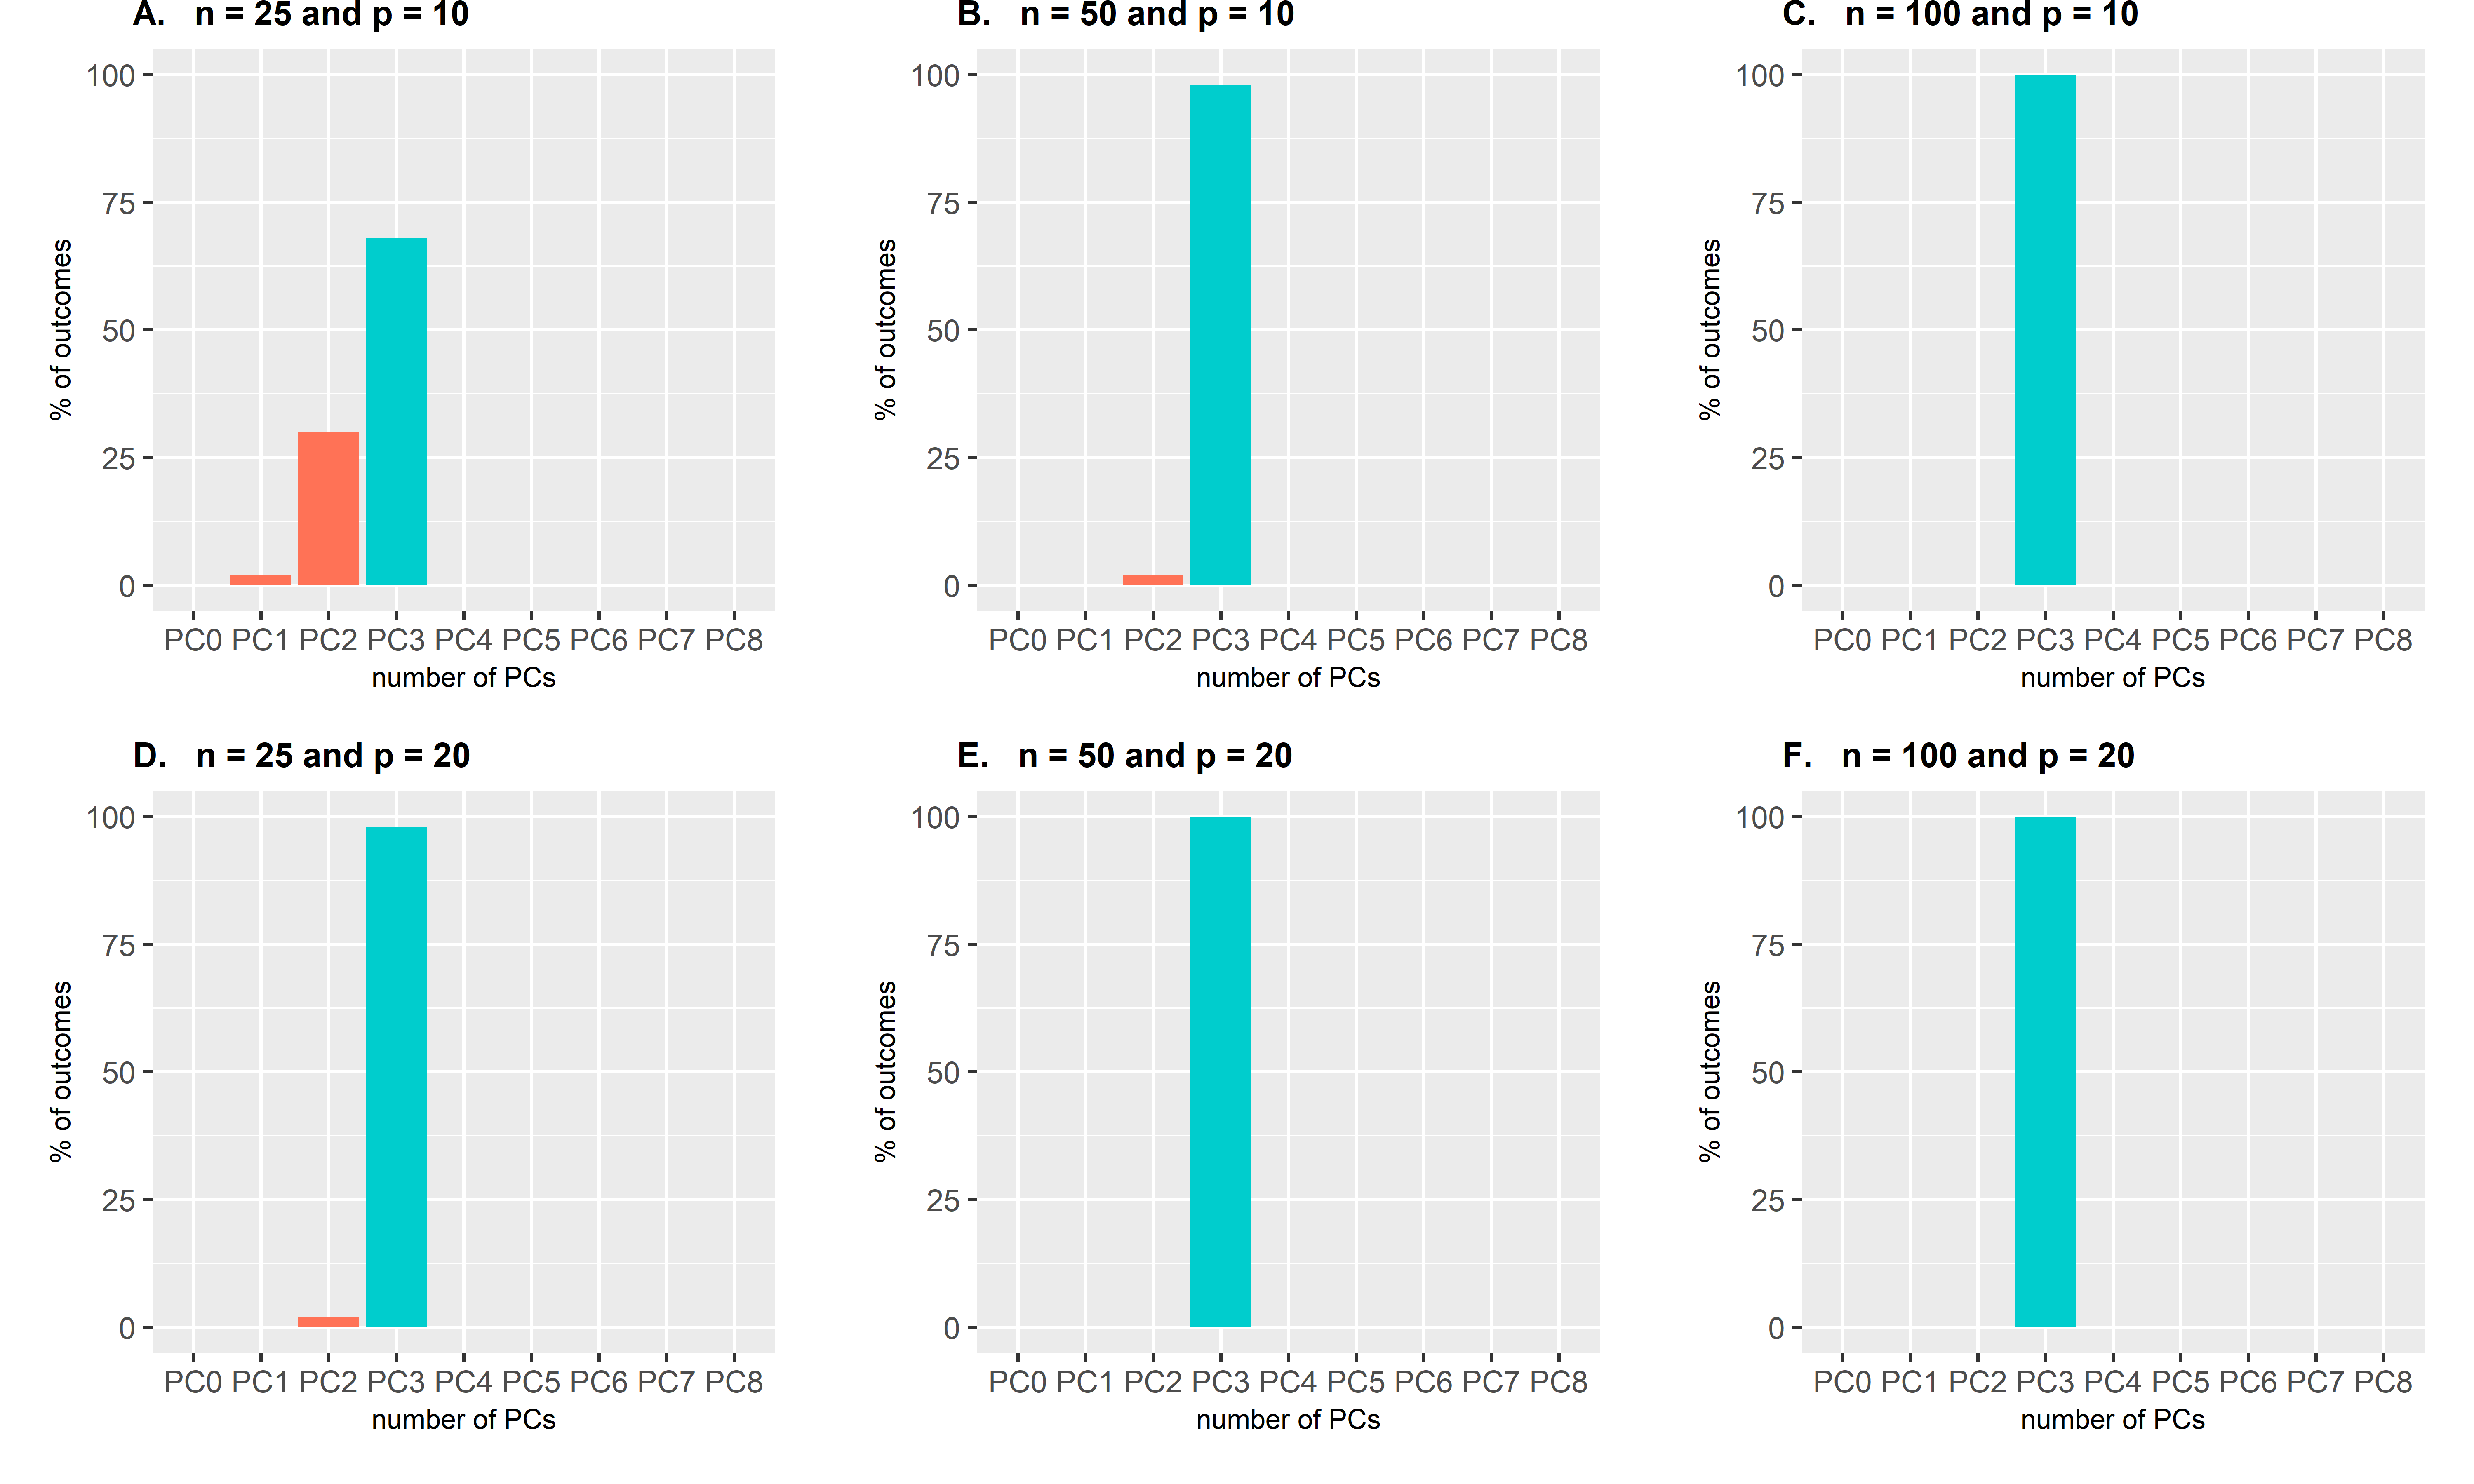 A. n = 25 and p = 10
100
75
50
25
0
% of outcomes
PC0 PC1 PC2 PC3 PC4 PC5 PC6 PC7 PC8
number of PCs
B. n = 50 and p = 10
100
75
50
25
0
% of outcomes
PC0 PC1 PC2 PC3 PC4 PC5 PC6 PC7 PC8
number of PCs
C. n = 100 and p = 10
100
75
50
25
0
% of outcomes
PC0 PC1 PC2 PC3 PC4 PC5 PC6 PC7 PC8
number of PCs
D. n = 25 and p = 20
100
75
50
25
0
% of outcomes
PC0 PC1 PC2 PC3 PC4 PC5 PC6 PC7 PC8
number of PCs
E. n = 50 and p = 20
100
75
50
25
0
% of outcomes
PC0 PC1 PC2 PC3 PC4 PC5 PC6 PC7 PC8
number of PCs
F. n = 100 and p = 20
100
75
50
25
0
% of outcomes
PC0 PC1 PC2 PC3 PC4 PC5 PC6 PC7 PC8
number of PCs